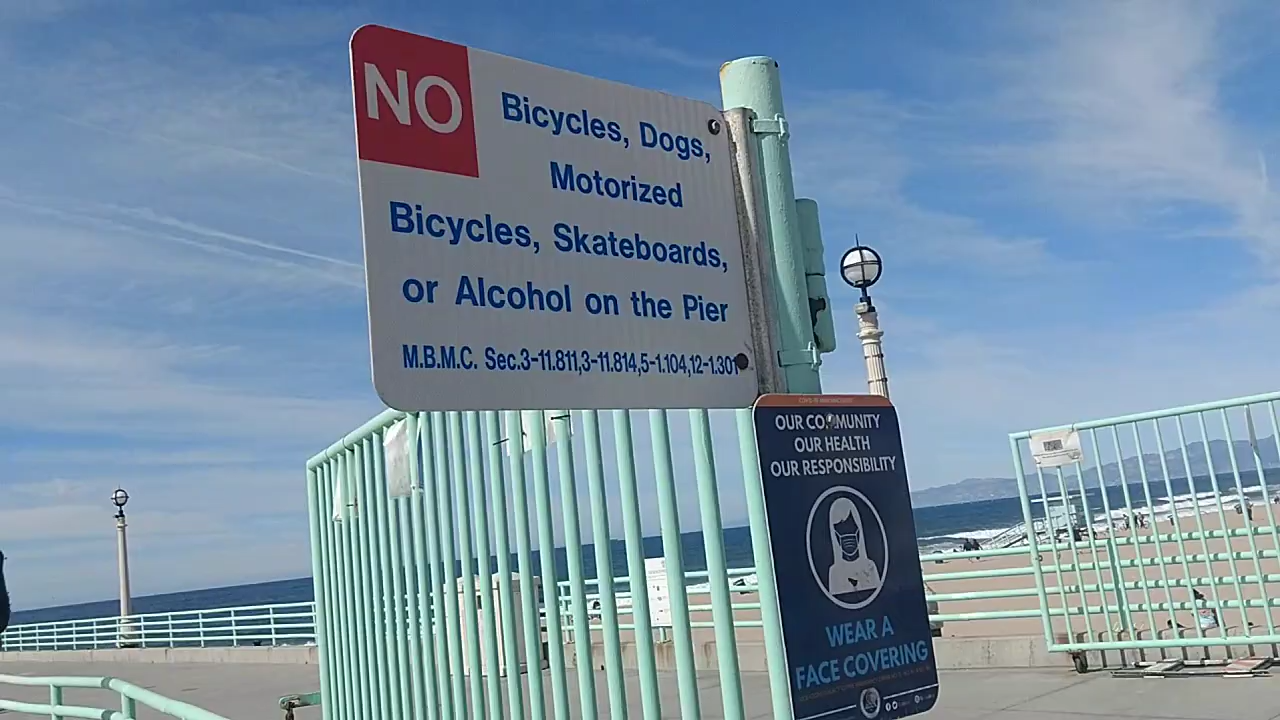 NO
Bicycles, Dogs,
Motorized
Bicycles, Skateboards,
or Alcohol on the Pier
M.B.M.C. Sec.3-11.811,3-11.814,5-1.104,12-1.301
OUR COMMUNITY
OUR HEALTH
OUR RESPONSIBILITY
WEAR A
FACE COVERING